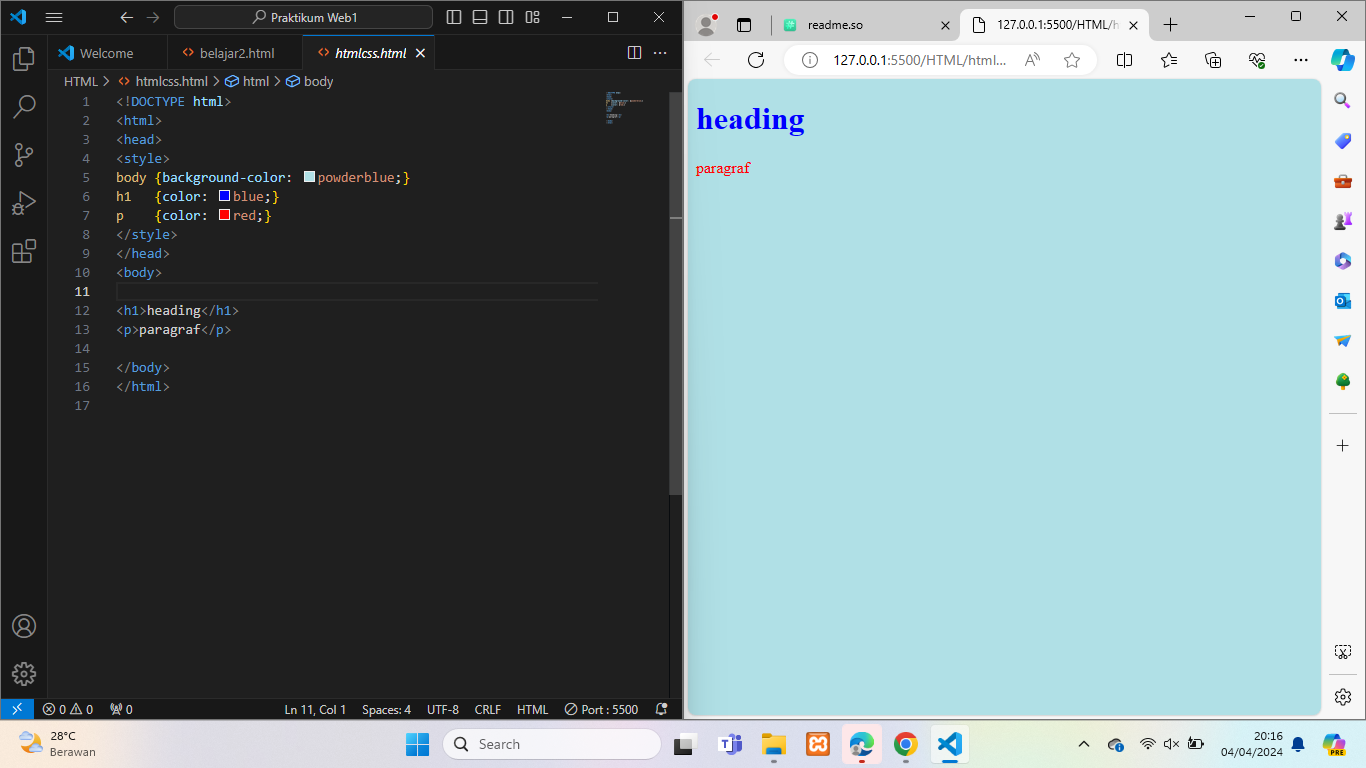 Praktikum Web1
Welcome
belajar2.html
htmlcss.html
HTML > htmlcss.html > html > body
1 <!DOCTYPE html>
2 <html>
3 <head>
4 <style>
5 body {background-color: powderblue;}
6 h1 {color: blue;}
7 p {color: red;}
8 </style>
9 </head>
10 <body>
11
12 <h1>heading</h1>
13 <p>paragraf</p>
14
15 </body>
16 </html>
17
0 0 0
Ln 11, Col 1 Spaces: 4 UTF-8 CRLF HTML Port : 5500
readme.so
127.0.0.1:5500/HTML/h
127.0.0.1:5500/HTML/html...
heading
paragraf
28°C
Berawan
Search
PRE
20:16
04/04/2024